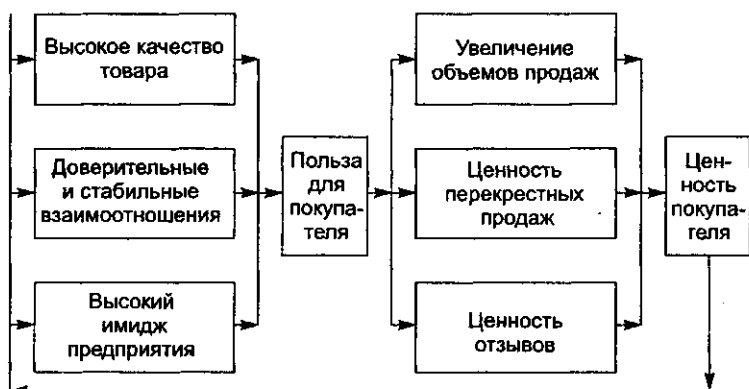 Высокое качество
товара
Доверительные
и стабильные
взаимоотношения
Высокий
имидж
предприятия
Польза
для
покупа-
теля
Увеличение
объемов продаж
Ценность
перекрестных
продаж
Ценность
отзывов
Цен-
ность
покупа-
теля